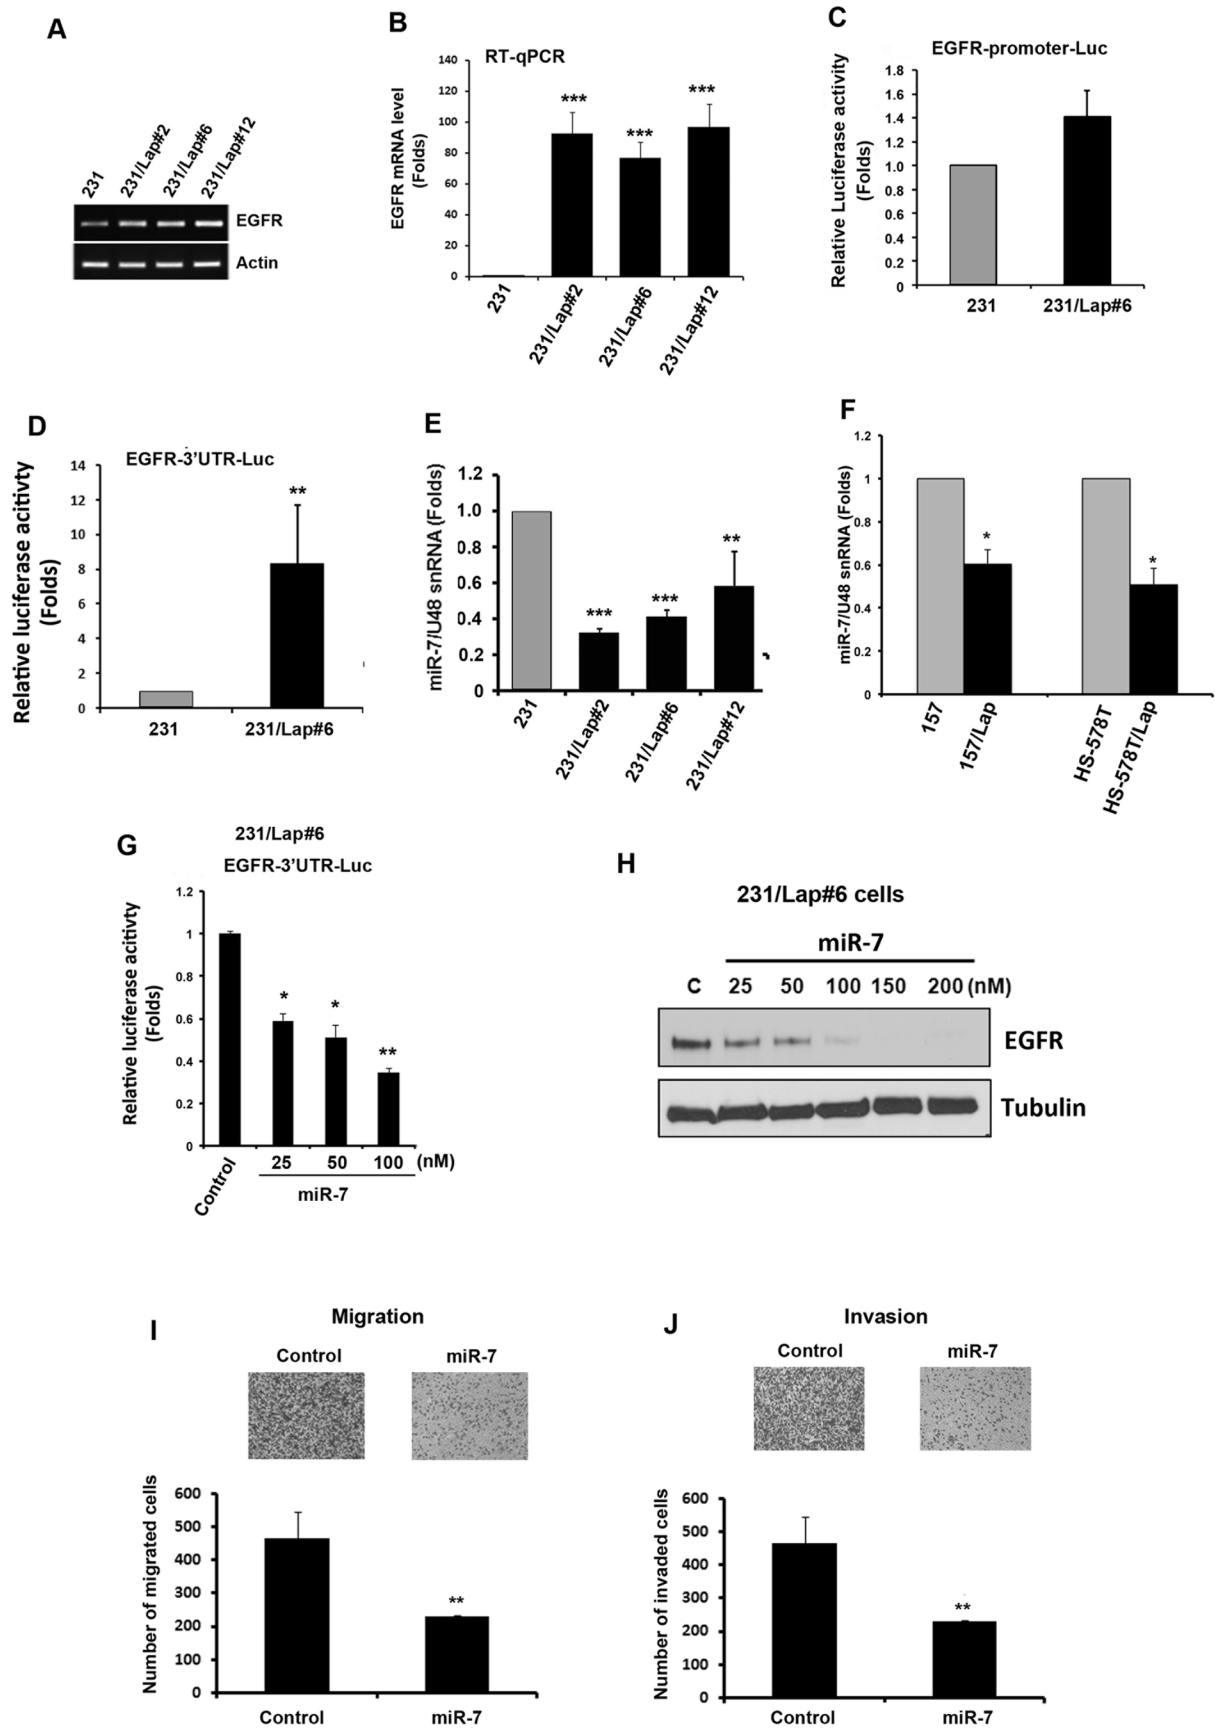 A
231
231/Lap#2
231/Lap#6
231/Lap#12
EGFR
Actin
B
RT-qPCR
EGFR mRNA level
(Folds)
140
120
100
80
60
40
20
0
***
***
***
231
231/Lap#2
231/Lap#6
231/Lap#12
C
EGFR-promoter-Luc
Relative Luciferase activity
(Folds)
1.8
1.6
1.4
1.2
1.0
0.8
0.6
0.4
0.2
0
231
231/Lap#6
D
EGFR-3'UTR-Luc
Relative luciferase acitivty
(Folds)
14
12
10
8
6
4
2
0
**
231
231/Lap#6
E
miR-7/U48 snRNA (Folds)
1.2
1.0
0.8
0.6
0.4
0.2
0
***
***
**
231
231/Lap#2
231/Lap#6
231/Lap#12
F
miR-7/U48 snRNA (Folds)
1.2
1
0.8
0.6
0.4
0.2
0
*
*
157
157/Lap
HS-578T
HS-578T/Lap
G
231/Lap#6
EGFR-3'UTR-Luc
Relative luciferase acitivty
(Folds)
1.2
1
0.8
0.6
0.4
0.2
0
*
*
**
Control
25 50 100 (nM)
miR-7
H
231/Lap#6 cells
miR-7
C 25 50 100 150 200 (nM)
EGFR
Tubulin
I
Migration
Control miR-7
Number of migrated cells
600
500
400
300
200
100
0
**
Control miR-7
J
Invasion
Control miR-7
Number of invaded cells
600
500
400
300
200
100
0
**
Control miR-7